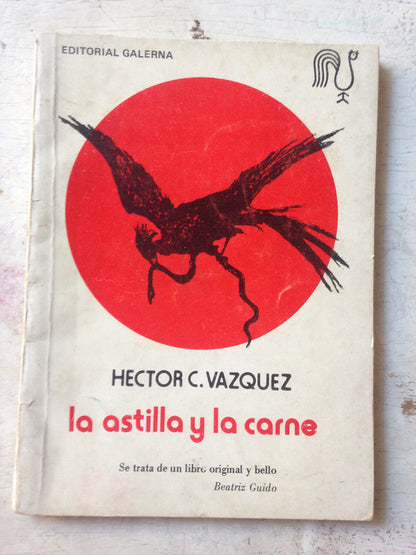 EDITORIAL GALERNA
HECTOR C. VAZQUEZ
la astilla y la carne
Se trata de un libro original y bello
Beatriz Guido